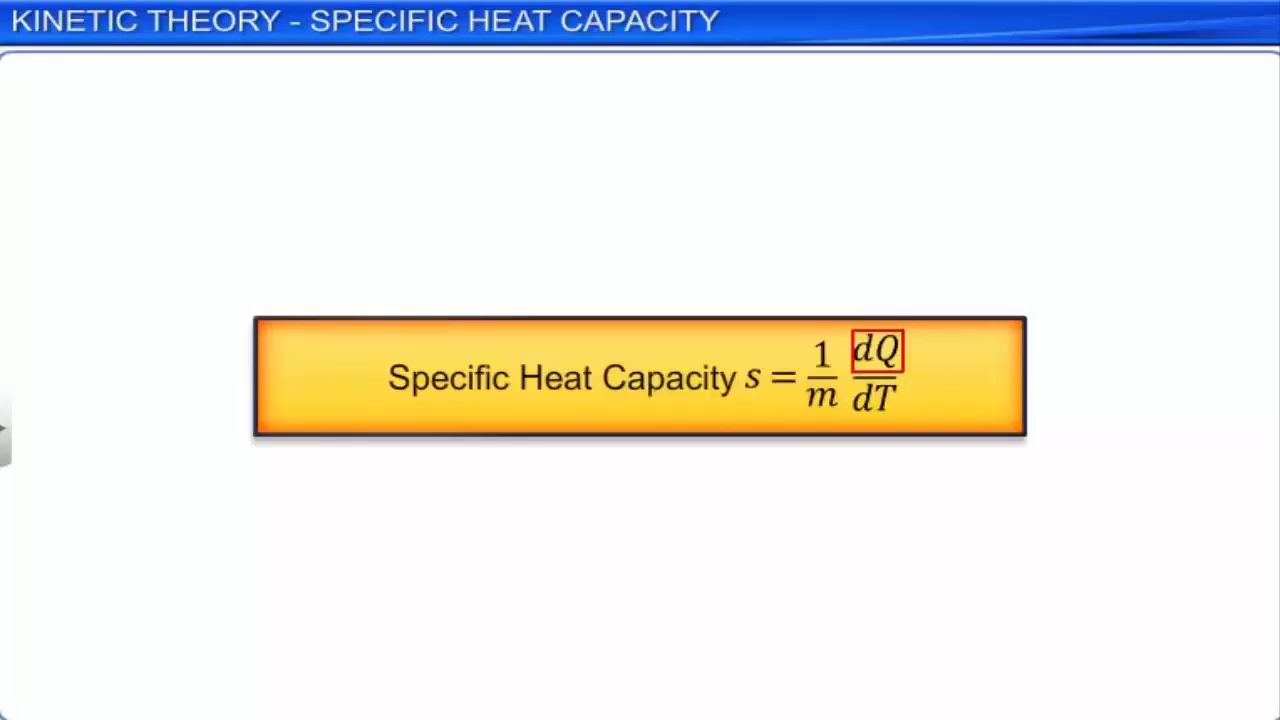 KINETIC THEORY - SPECIFIC HEAT CAPACITY
Specific Heat Capacity s = 1/m dQ/dT